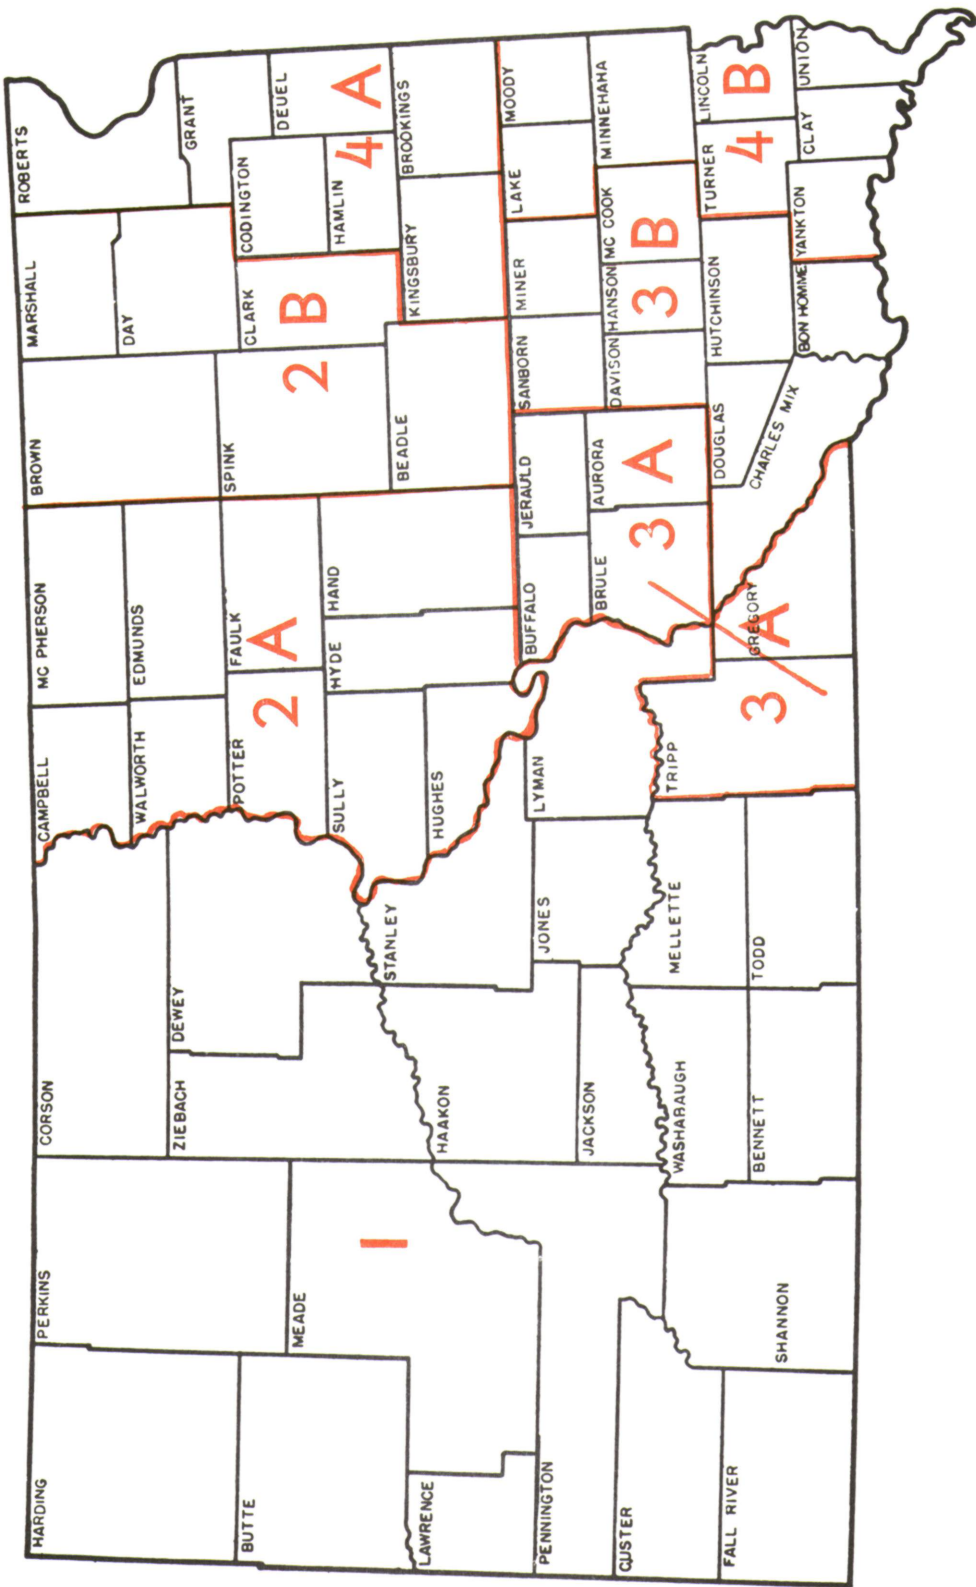 HARDING
PERKINS
CORSON
CAMPBELL
MC PHERSON
BROWN
MARSHALL
ROBERTS
BUTTE
MEADE
ZIEBACH
DEWEY
WALWORTH
EDMUNDS
DAY
GRANT
POTTER
FAULK
SPINK
CLARK
CODINGTON
DEUEL
HAMLIN
1
2 A
2 B
4 A
LAWRENCE
HAAKON
STANLEY
SULLY
HYDE
HAND
BEADLE
KINGSBURY
BROOKINGS
HUGHES
PENNINGTON
JACKSON
JONES
LYMAN
BUFFALO
JERAULD
SANBORN
MINER
LAKE
MOODY
BRULE
AURORA
DAVISON
HANSON
MC COOK
MINNEHAHA
3 A
3 B
CUSTER
WASHABAUGH
MELLETTE
TRIPP
GREGORY
DOUGLAS
HUTCHINSON
TURNER
LINCOLN
4 B
3 A
FALL RIVER
SHANNON
BENNETT
TODD
CHARLES MIX
BON HOMME
YANKTON
CLAY
UNION